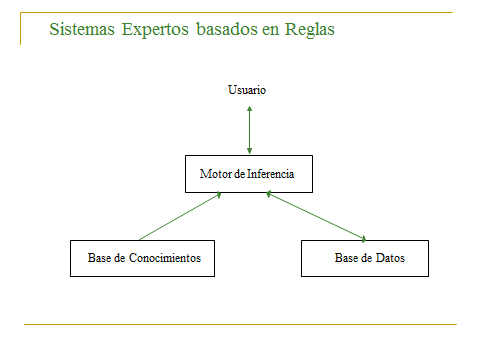 Sistemas Expertos basados en Reglas
Usuario
Motor de Inferencia
Base de Conocimientos
Base de Datos